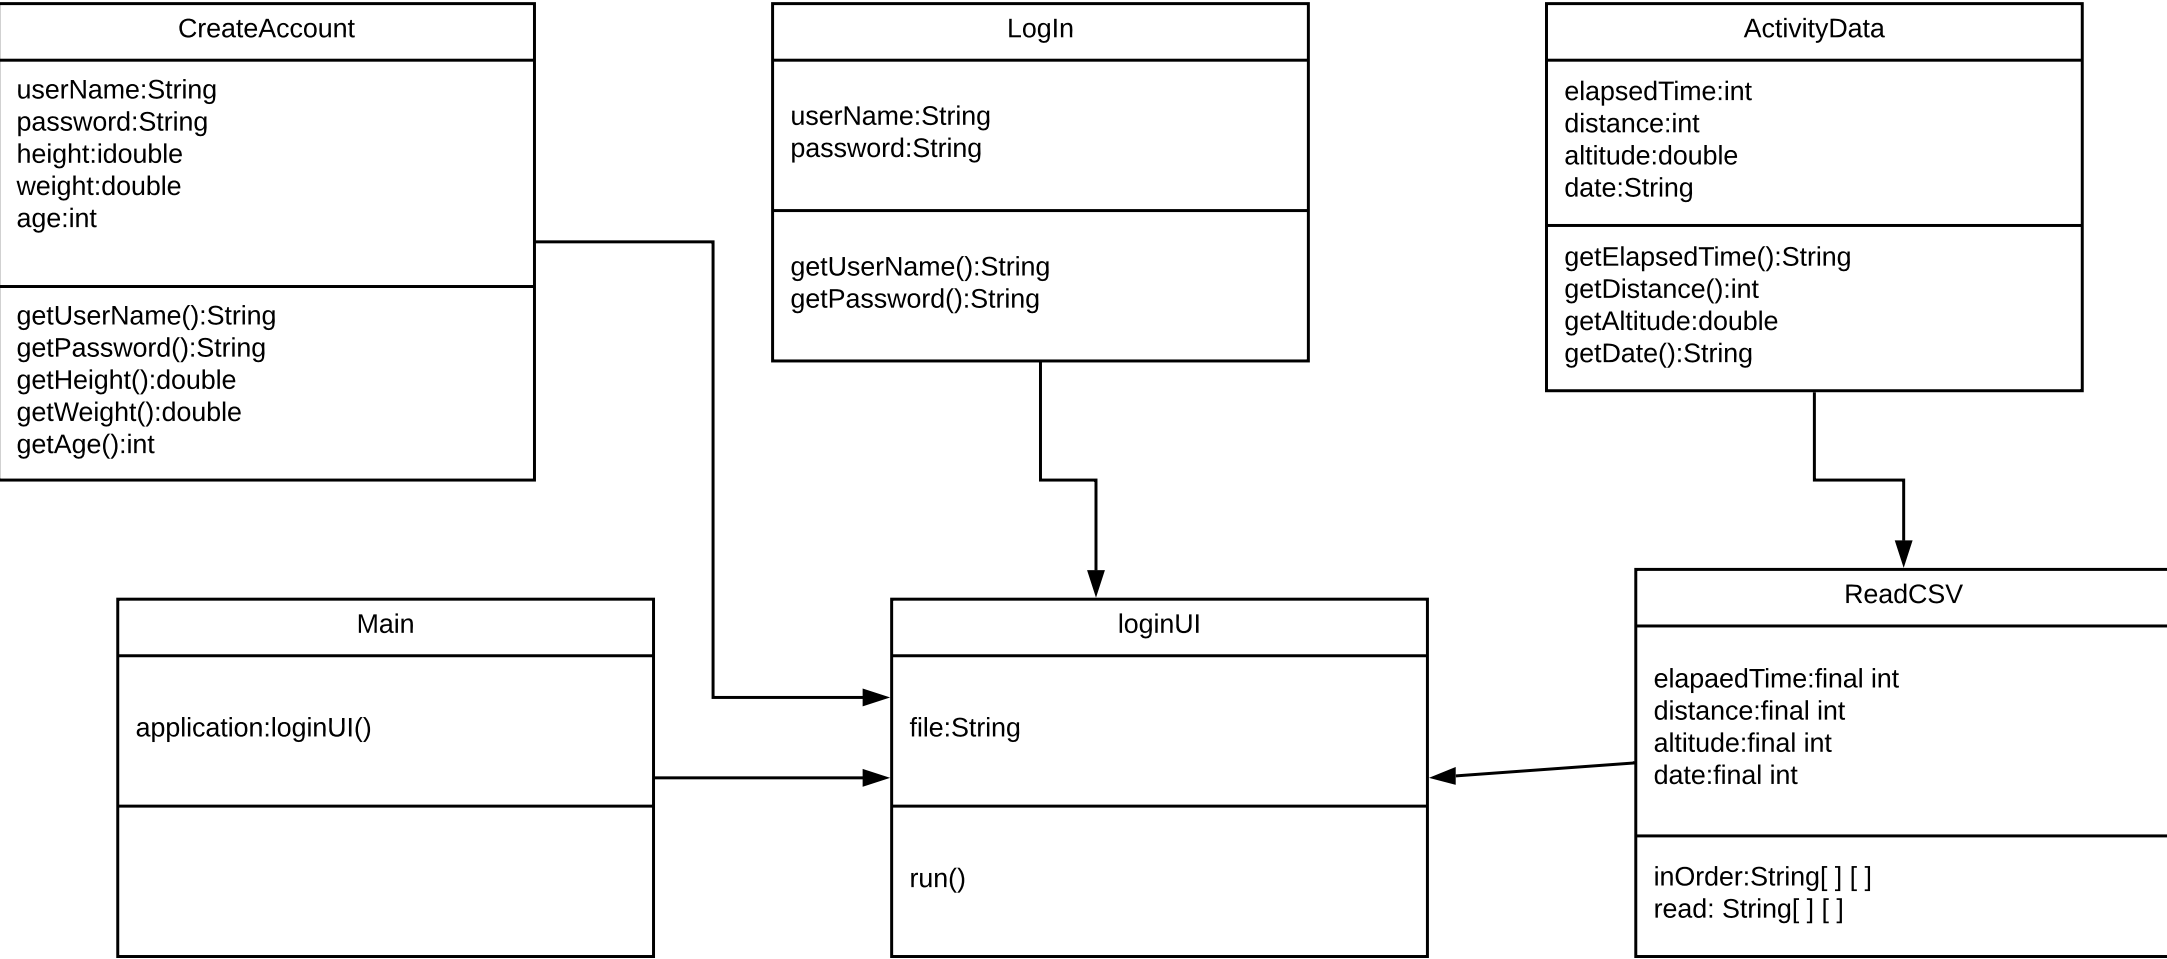 CreateAccount
userName:String
password:String
height:idouble
weight:double
age:int
getUserName():String
getPassword():String
getHeight():double
getWeight():double
getAge():int
LogIn
userName:String
password:String
getUserName():String
getPassword():String
ActivityData
elapsedTime:int
distance:int
altitude:double
date:String
getElapsedTime():String
getDistance():int
getAltitude:double
getDate():String
Main
application:loginUI()
loginUI
file:String
run()
ReadCSV
elapaedTime:final int
distance:final int
altitude:final int
date:final int
inOrder:String[ ] [ ]
read: String[ ] [ ]